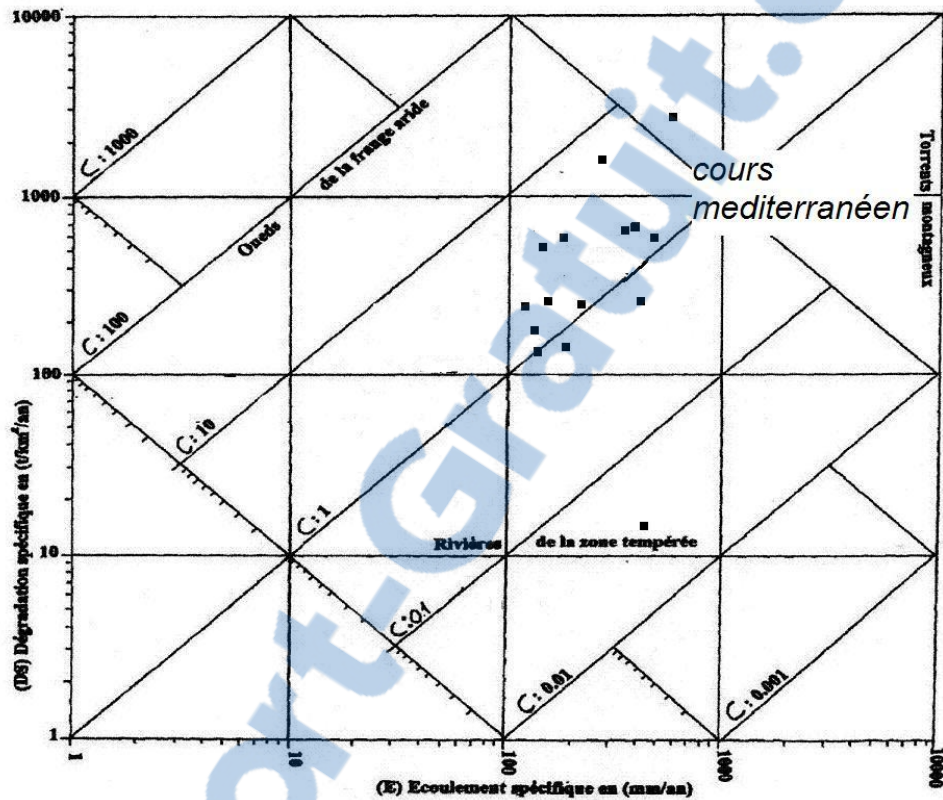 10000
1000
100
10
1
(DS) Dégradation spécifique en (t/km²/an)
C : 1000
C : 100
C : 10
C : 1
C : 0.1
C : 0.01
C : 0.001
Oueds
de la frange aride
cours
mediterranéen
Torrents montagneux
Rivières
de la zone tempérée
1
10
100
1000
10000
(E) Ecoulement spécifique en (mm/an)
ort-Gratuit.c